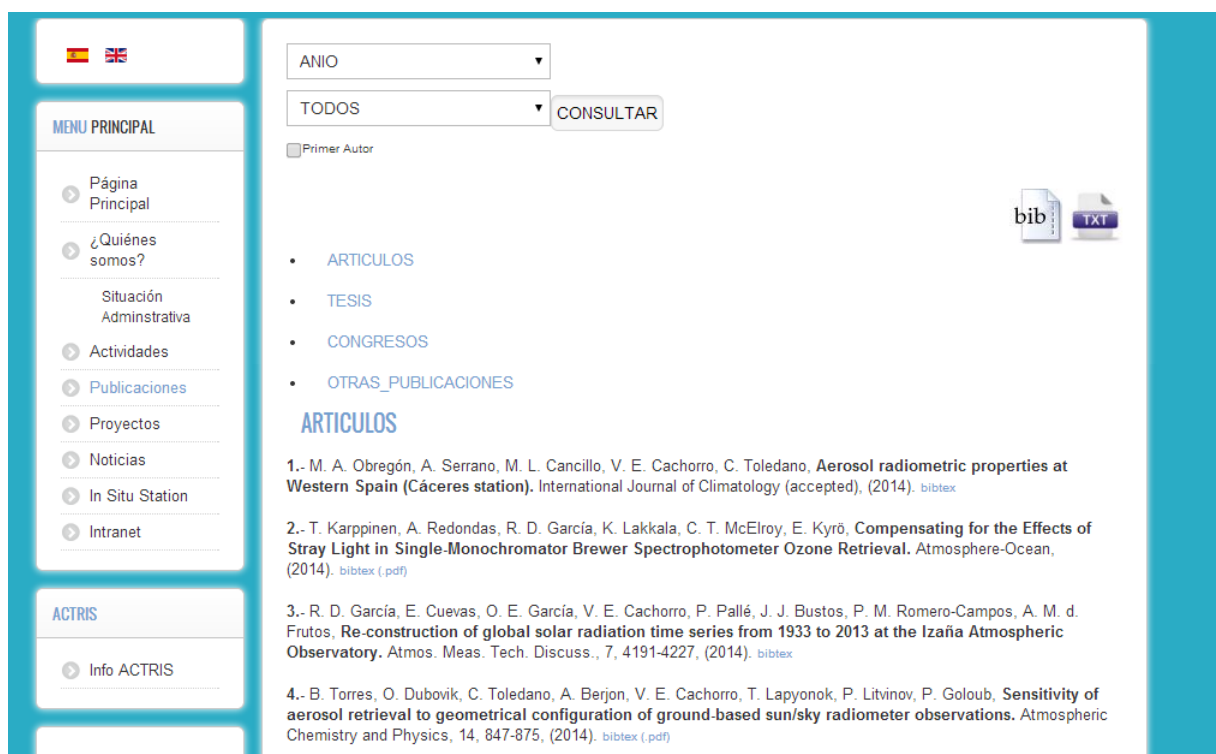 MENU PRINCIPAL
Página
Principal
¿Quiénes
somos?
Situación
Adminstrativa
Actividades
Publicaciones
Proyectos
Noticias
In Situ Station
Intranet
ACTRIS
Info ACTRIS
ANIO
TODOS
CONSULTAR
Primer Autor
bib
TXT
• ARTICULOS
• TESIS
• CONGRESOS
• OTRAS_PUBLICACIONES
ARTICULOS
1.- M. A. Obregón, A. Serrano, M. L. Cancillo, V. E. Cachorro, C. Toledano, Aerosol radiometric properties at
Western Spain (Cáceres station). International Journal of Climatology (accepted), (2014). bibtex
2.- T. Karppinen, A. Redondas, R. D. García, K. Lakkala, C. T. McElroy, E. Kyrö, Compensating for the Effects of
Stray Light in Single-Monochromator Brewer Spectrophotometer Ozone Retrieval. Atmosphere-Ocean,
(2014). bibtex (.pdf)
3.- R. D. García, E. Cuevas, O. E. García, V. E. Cachorro, P. Pallé, J. J. Bustos, P. M. Romero-Campos, A. M. d.
Frutos, Re-construction of global solar radiation time series from 1933 to 2013 at the Izaña Atmospheric
Observatory. Atmos. Meas. Tech. Discuss., 7, 4191-4227, (2014). bibtex
4.- B. Torres, O. Dubovik, C. Toledano, A. Berjon, V. E. Cachorro, T. Lapyonok, P. Litvinov, P. Goloub, Sensitivity of
aerosol retrieval to geometrical configuration of ground-based sun/sky radiometer observations. Atmospheric
Chemistry and Physics, 14, 847-875, (2014). bibtex (.pdf)